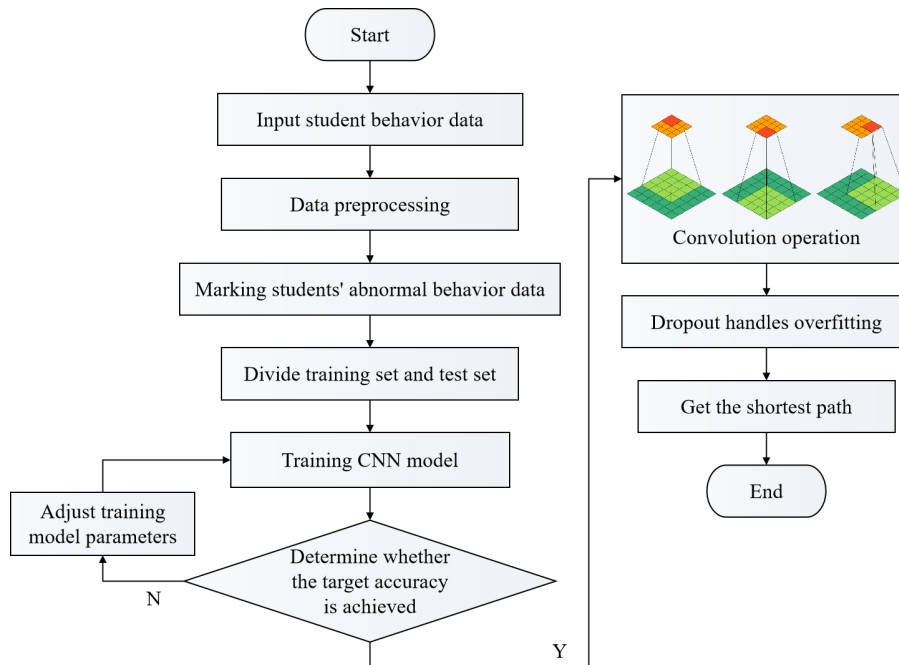 Start
Input student behavior data
Data preprocessing
Marking students' abnormal behavior data
Divide training set and test set
Training CNN model
Adjust training
model parameters
Determine whether
the target accuracy
is achieved
N
Y
Convolution operation
Dropout handles overfitting
Get the shortest path
End